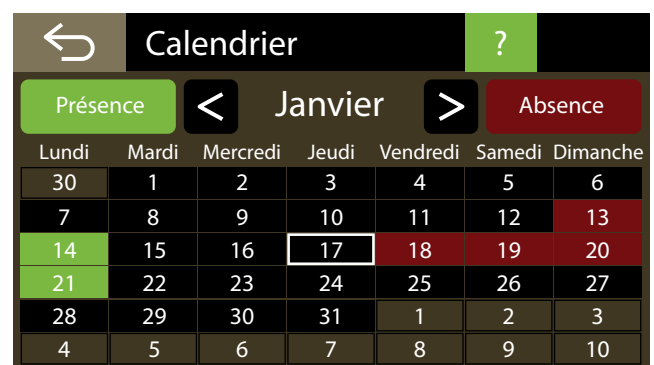 Calendrier ?
Présence < Janvier > Absence
Lundi Mardi Mercredi Jeudi Vendredi Samedi Dimanche
30 1 2 3 4 5 6
7 8 9 10 11 12 13
14 15 16 17 18 19 20
21 22 23 24 25 26 27
28 29 30 31 1 2 3
4 5 6 7 8 9 10